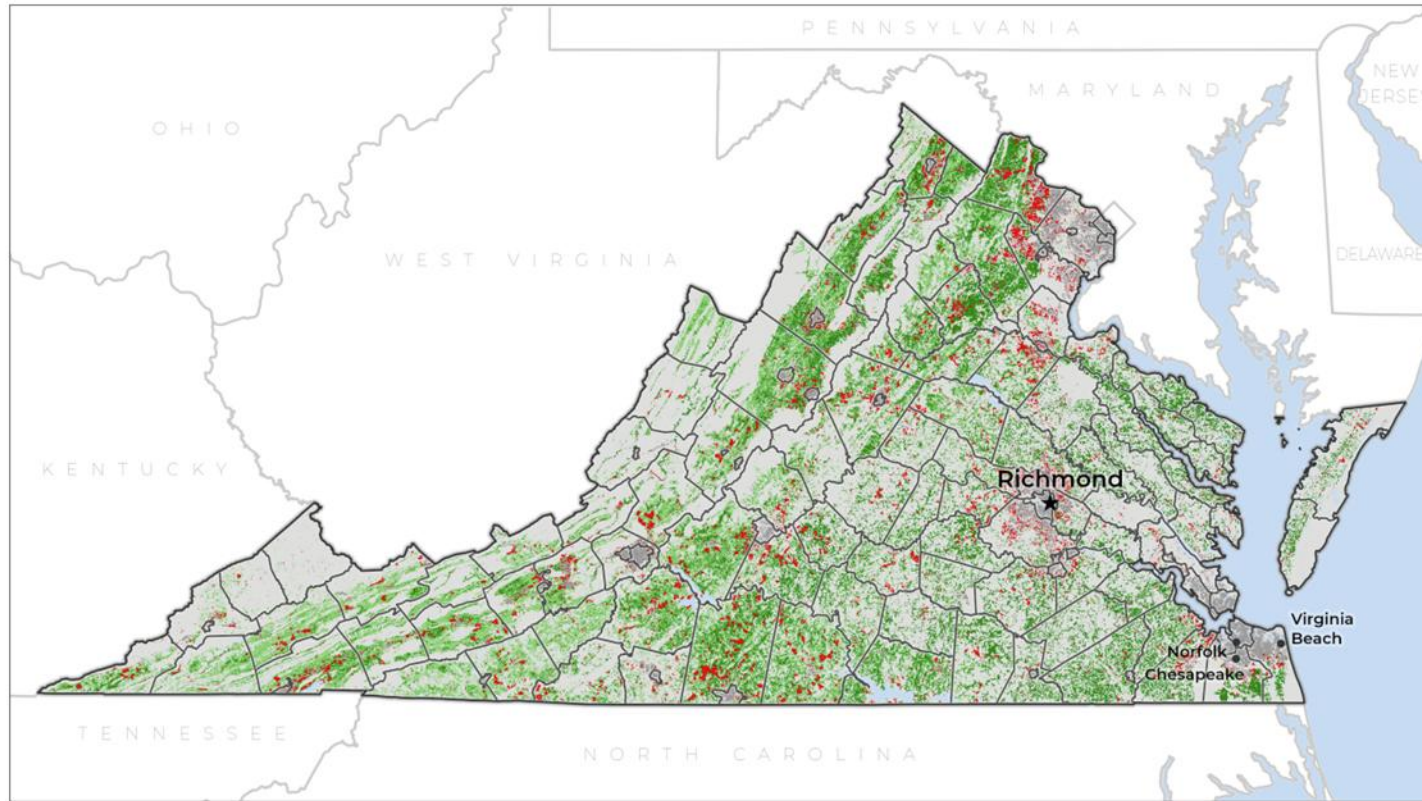 PENNSYLVANIA
NEW
JERSEY
MARYLAND
OHIO
WEST VIRGINIA
DELAWARE
KENTUCKY
Richmond
Virginia
Beach
Norfolk
Chesapeake
TENNESSEE
NORTH CAROLINA